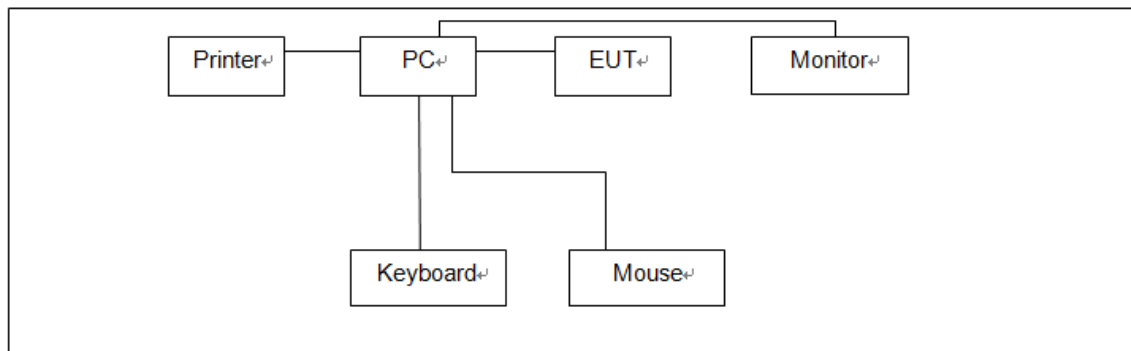 Printer
PC
EUT
Monitor
Keyboard
Mouse